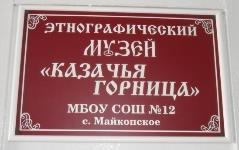 ЭТНОГРАФИЧЕСКИЙ
МУЗЕЙ
«КАЗАЧЬЯ
ГОРНИЦА»
МБОУ СОШ №12
с. Майкопское